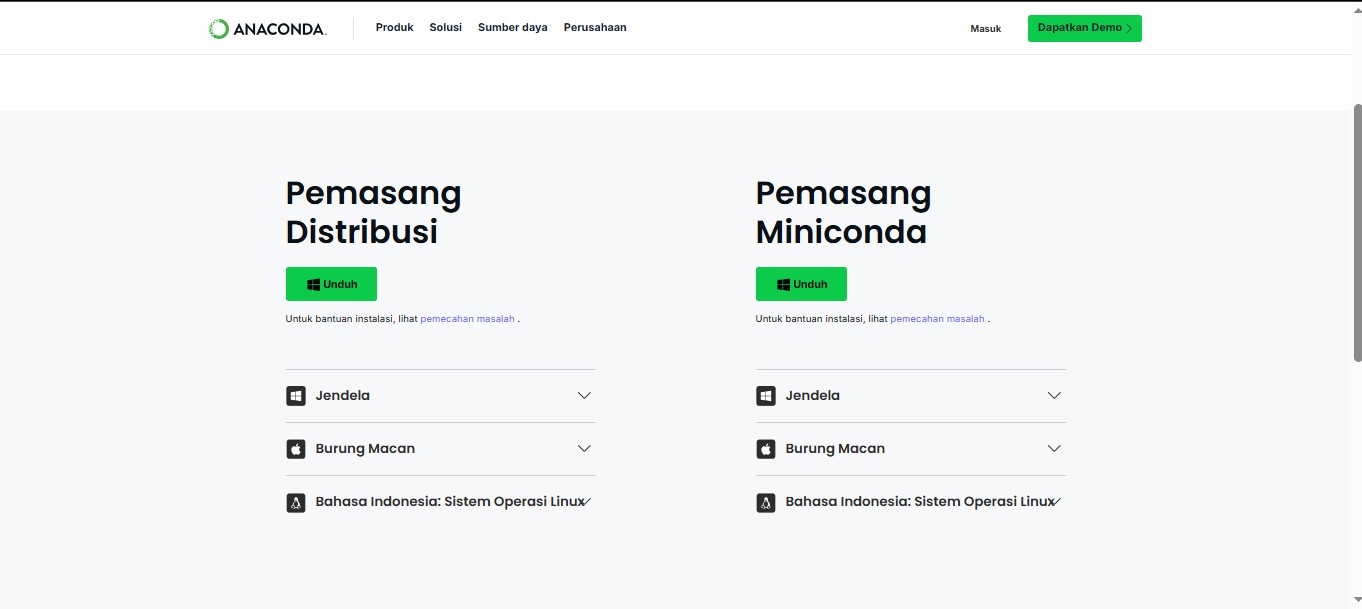 ANACONDA.
Produk
Solusi
Sumber daya
Perusahaan
Masuk
Dapatkan Demo
Pemasang
Distribusi
Unduh
Untuk bantuan instalasi, lihat pemecahan masalah .
Jendela
Burung Macan
Bahasa Indonesia: Sistem Operasi Linux
Pemasang
Miniconda
Unduh
Untuk bantuan instalasi, lihat pemecahan masalah .
Jendela
Burung Macan
Bahasa Indonesia: Sistem Operasi Linux